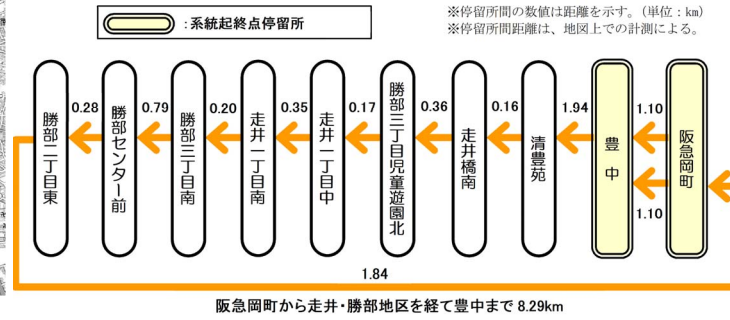 ：系統起終点停留所
※停留所間の数値は距離を示す。（単位：km）
※停留所間距離は、地図上での計測による。
勝部二丁目東
0.28
勝部センター前
0.79
勝部三丁目南
0.20
走井一丁目南
0.35
走井一丁目中
0.17
勝部三丁目児童遊園北
0.36
走井橋南
0.16
清豊苑
1.94
豊中
1.10
1.10
阪急岡町
1.84
阪急岡町から走井・勝部地区を経て豊中まで 8.29km